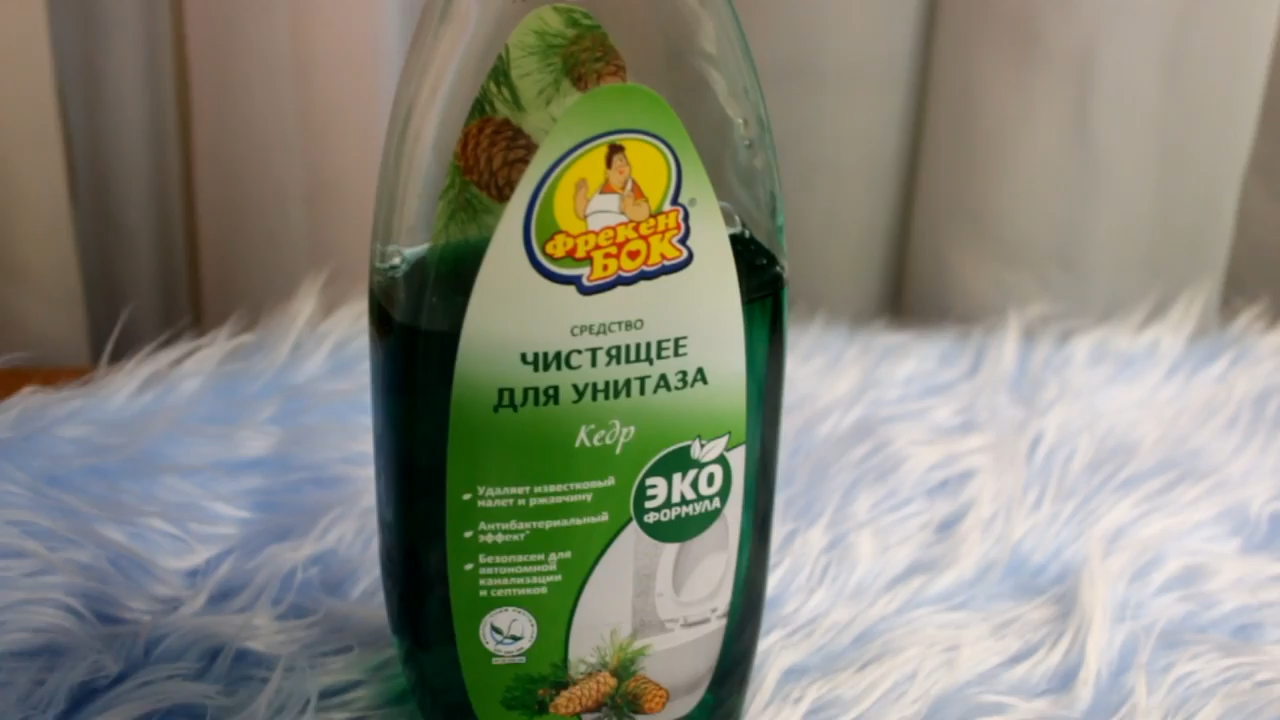 Фрекен
БОК
®
СРЕДСТВО
ЧИСТЯЩЕЕ
ДЛЯ УНИТАЗА
Кедр
ЭКО
ФОРМУЛА
Удаляет известковый
налет и ржавчину
Антибактериальный
эффект*
Безопасен для
автономной
канализации
и септиков